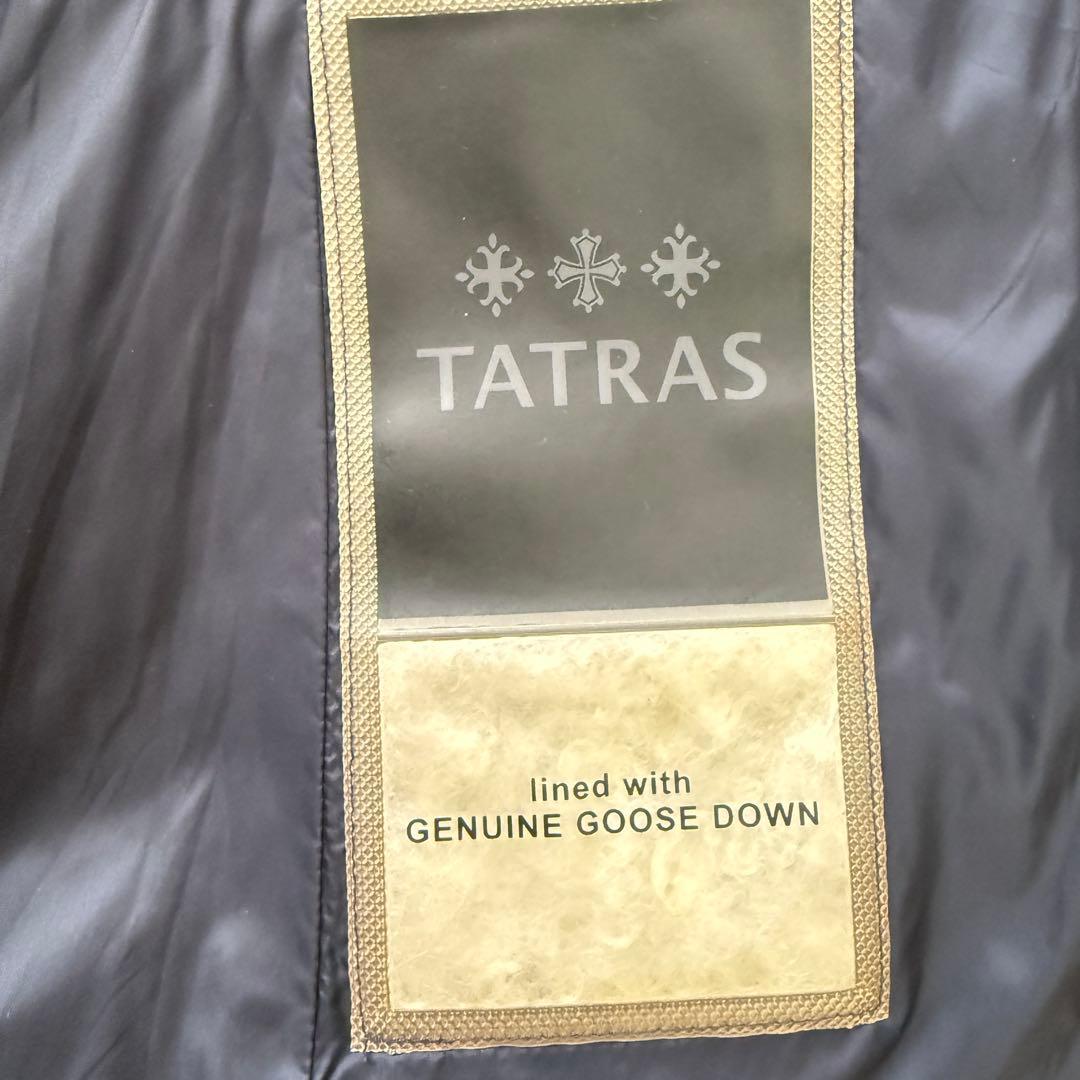 TATRAS
lined with
GENUINE GOOSE DOWN